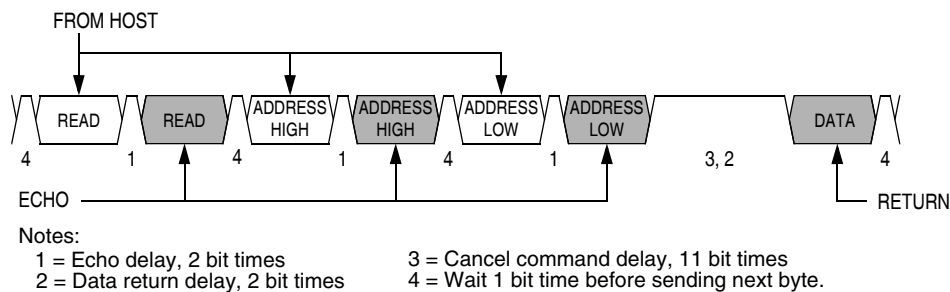 FROM HOST
READ READ ADDRESS HIGH ADDRESS HIGH ADDRESS LOW ADDRESS LOW DATA
4 1 4 1 4 1 3, 2 4
ECHO RETURN
Notes:
1 = Echo delay, 2 bit times
2 = Data return delay, 2 bit times
3 = Cancel command delay, 11 bit times
4 = Wait 1 bit time before sending next byte.